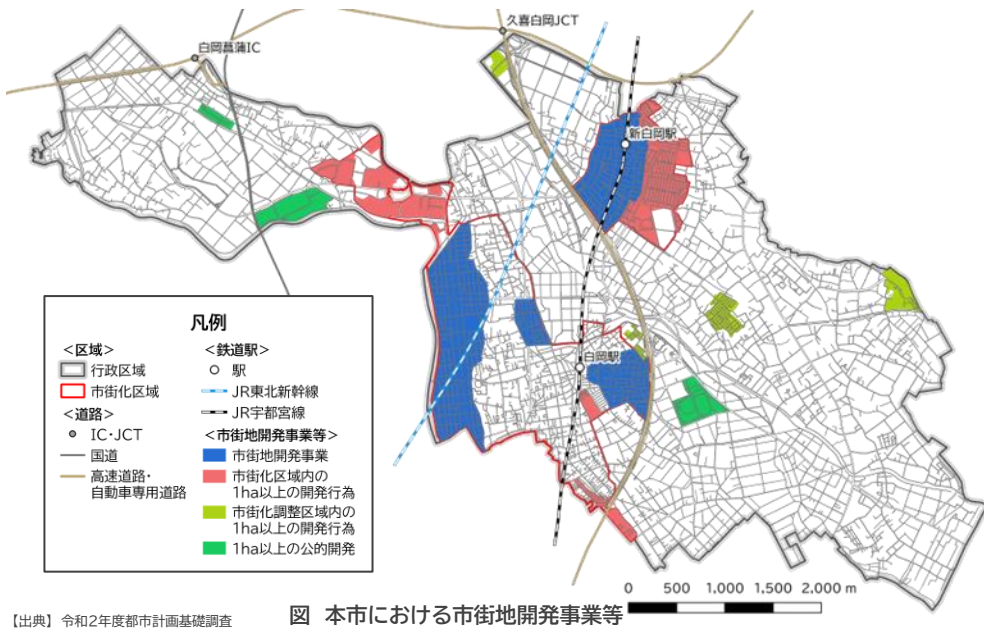 久喜白岡JCT
白岡菖蒲IC
新白岡駅
白岡駅
凡例
<区域>
行政区域
市街化区域
<道路>
IC・JCT
国道
高速道路・
自動車専用道路
<鉄道駅>
駅
JR東北新幹線
JR宇都宮線
<市街地開発事業等>
市街地開発事業
市街化区域内の
1ha以上の開発行為
市街化調整区域内の
1ha以上の開発行為
1ha以上の公的開発
0 500 1,000 1,500 2,000 m
【出典】令和2年度都市計画基礎調査
図 本市における市街地開発事業等